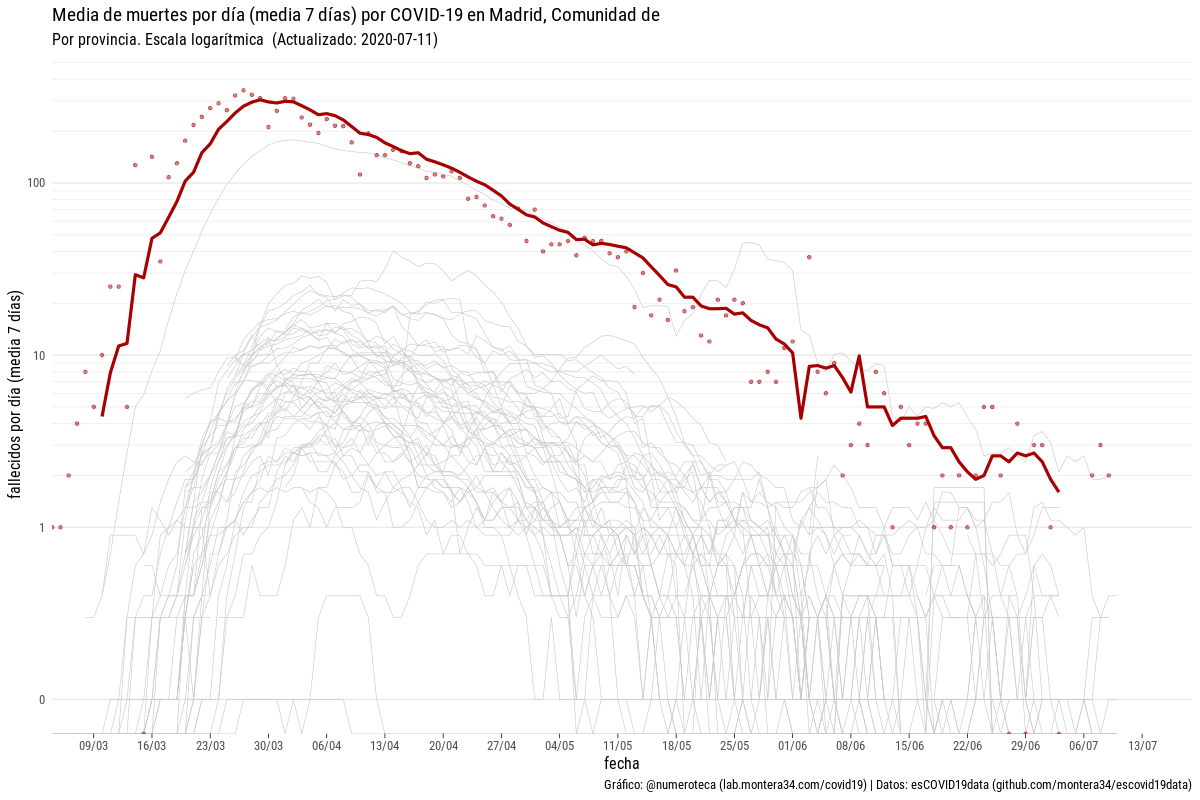 Media de muertes por día (media 7 días) por COVID-19 en Madrid, Comunidad de
Por provincia. Escala logarítmica  (Actualizado: 2020-07-11)
fallecidos por día (media  7 días)
100
10
1
0
09/03 16/03 23/03 30/03 06/04 13/04 20/04 27/04 04/05 11/05 18/05 25/05 01/06 08/06 15/06 22/06 29/06 06/07 13/07
fecha
Gráfico: @numeroteca (lab.montera34.com/covid19) | Datos: esCOVID19data (github.com/montera34/escovid19data)